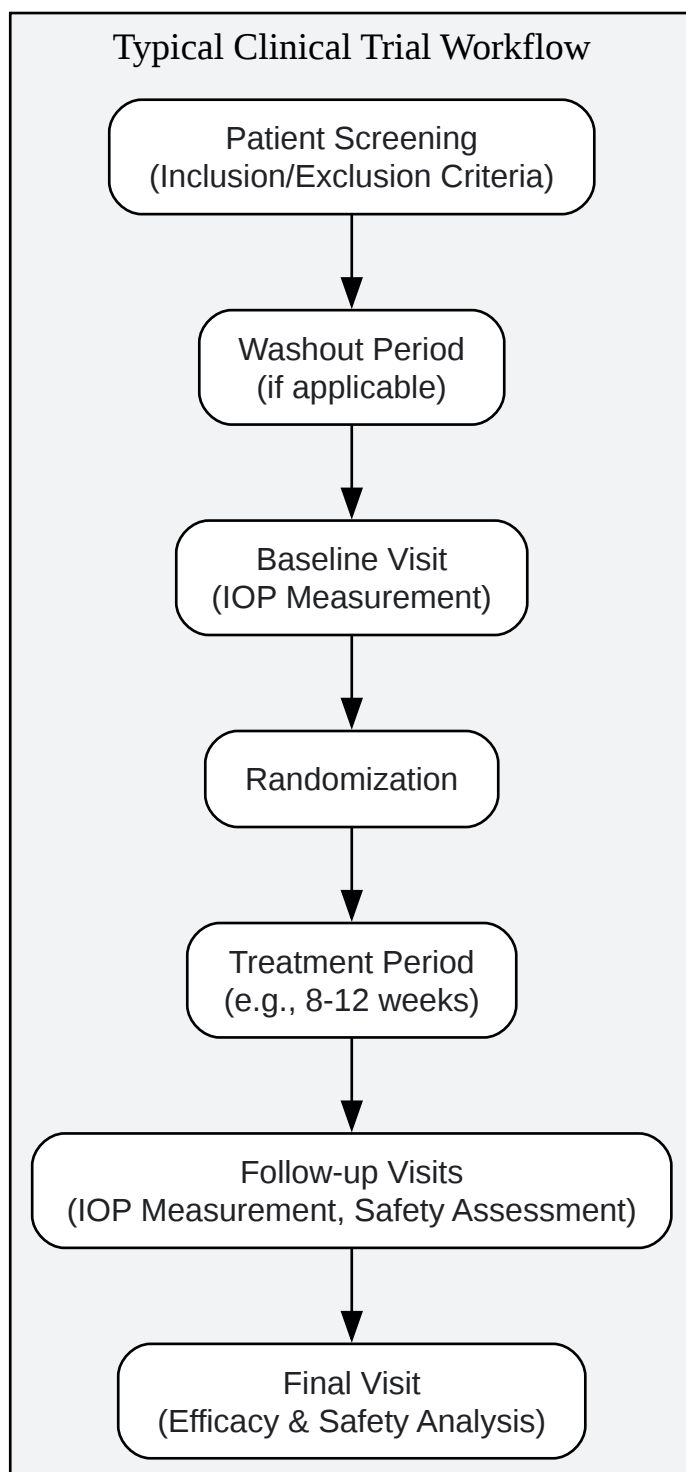 Typical Clinical Trial Workflow
Patient Screening
(Inclusion/Exclusion Criteria)
Washout Period
(if applicable)
Baseline Visit
(IOP Measurement)
Randomization
Treatment Period
(e.g., 8-12 weeks)
Follow-up Visits
(IOP Measurement, Safety Assessment)
Final Visit
(Efficacy & Safety Analysis)